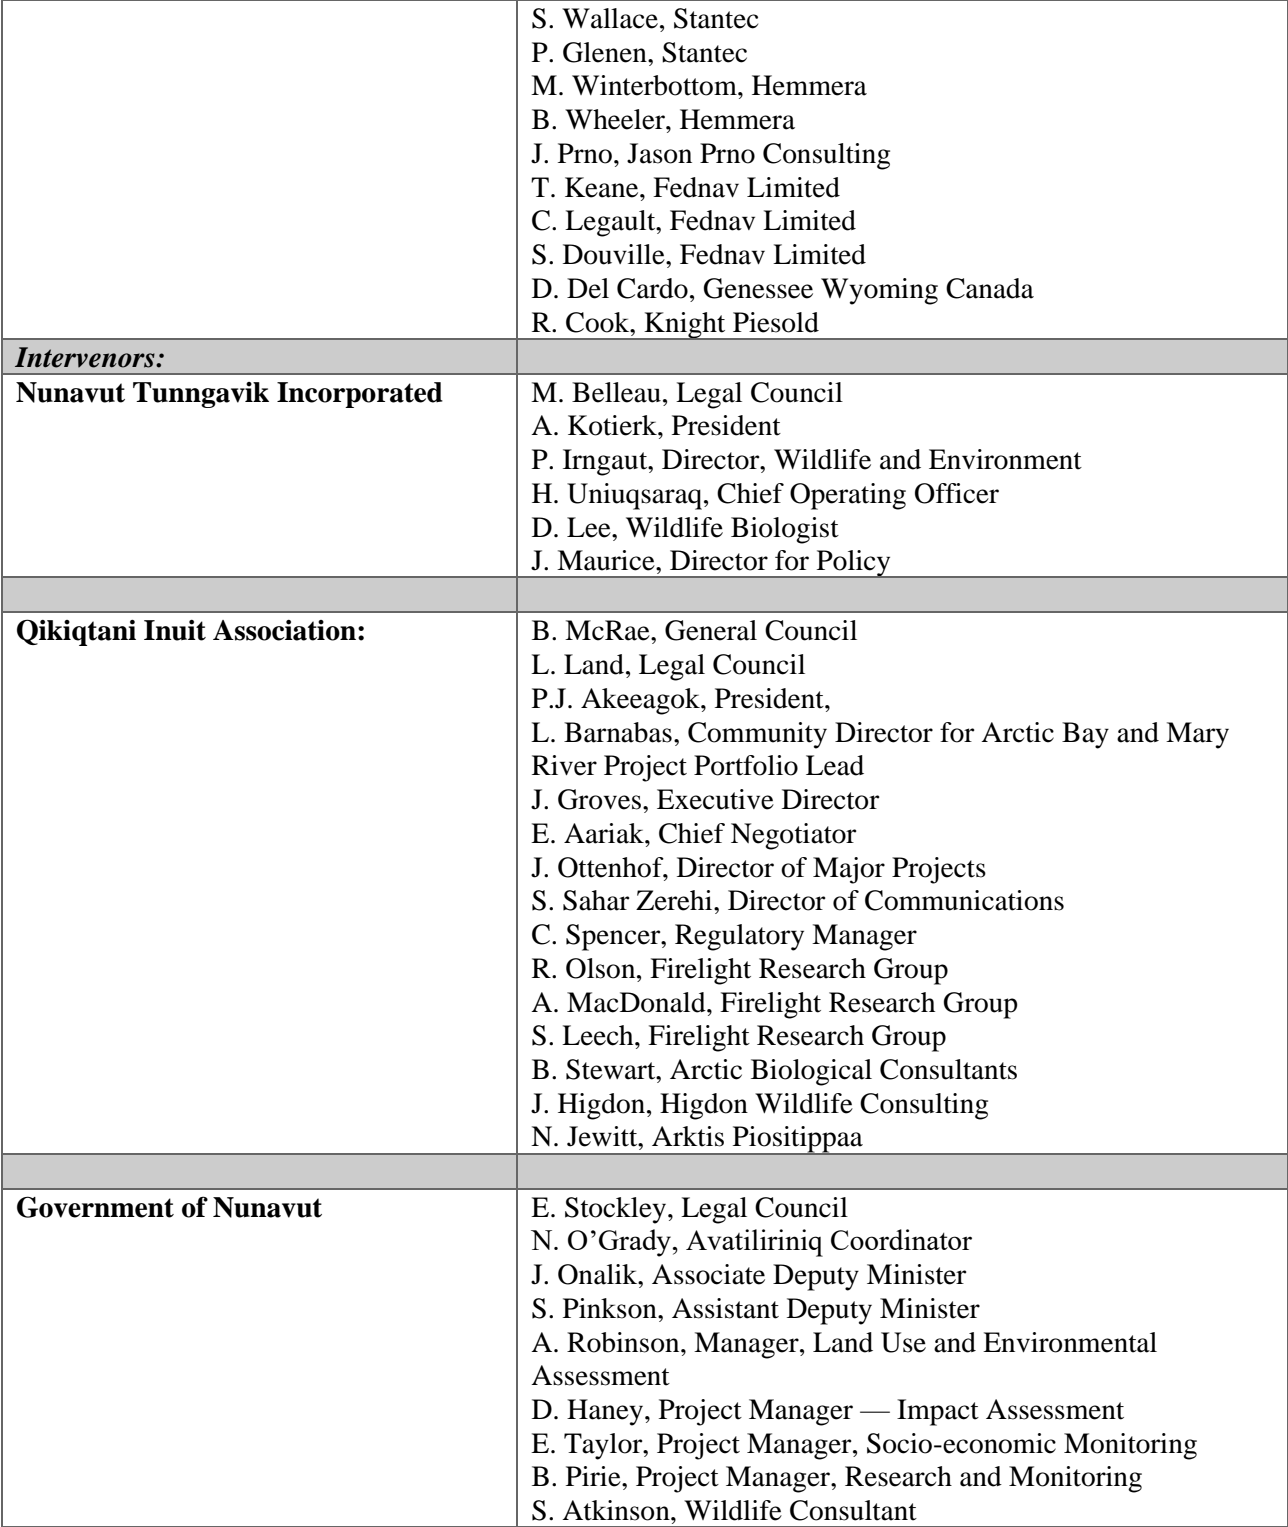 S. Wallace, Stantec
P. Glenen, Stantec
M. Winterbottom, Hemmera
B. Wheeler, Hemmera
J. Prno, Jason Prno Consulting
T. Keane, Fednav Limited
C. Legault, Fednav Limited
S. Douville, Fednav Limited
D. Del Cardo, Genessee Wyoming Canada
R. Cook, Knight Piesold
Intervenors:
Nunavut Tunngavik Incorporated
M. Belleau, Legal Council
A. Kotierk, President
P. Irngaut, Director, Wildlife and Environment
H. Uniuqsaraq, Chief Operating Officer
D. Lee, Wildlife Biologist
J. Maurice, Director for Policy
Qikiqtani Inuit Association:
B. McRae, General Council
L. Land, Legal Council
P.J. Akeeagok, President,
L. Barnabas, Community Director for Arctic Bay and Mary
River Project Portfolio Lead
J. Groves, Executive Director
E. Aariak, Chief Negotiator
J. Ottenhof, Director of Major Projects
S. Sahar Zerehi, Director of Communications
C. Spencer, Regulatory Manager
R. Olson, Firelight Research Group
A. MacDonald, Firelight Research Group
S. Leech, Firelight Research Group
B. Stewart, Arctic Biological Consultants
J. Higdon, Higdon Wildlife Consulting
N. Jewitt, Arktis Piositippaa
Government of Nunavut
E. Stockley, Legal Council
N. O’Grady, Avatiliriniq Coordinator
J. Onalik, Associate Deputy Minister
S. Pinkson, Assistant Deputy Minister
A. Robinson, Manager, Land Use and Environmental
Assessment
D. Haney, Project Manager — Impact Assessment
E. Taylor, Project Manager, Socio-economic Monitoring
B. Pirie, Project Manager, Research and Monitoring
S. Atkinson, Wildlife Consultant